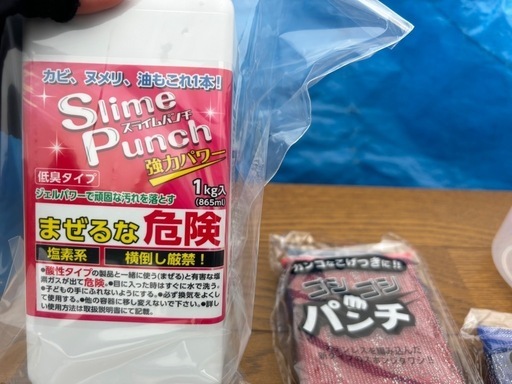 カビ、ヌメリ、油もこれ1本!
Slime
スライムパンチ
Punch
強力パワー
低臭タイプ
ジェルパワーで頑固な汚れを落とす
1kg入
(865ml)
まぜるな 危険
塩素系
横倒し厳禁!
●酸性タイプの製品と一緒に使う(まぜる)と有害な塩
素ガスが出て危険。●目に入った時はすぐに水で洗う。
●子どもの手にふれないようにする。●必ず換気をよくし
て使用する。●他の容器に移し変えないで下さい。●詳し
い使用方法は取扱説明書にて記載。
ガンコなこげつきに!!
ゴシゴシ
パンチ